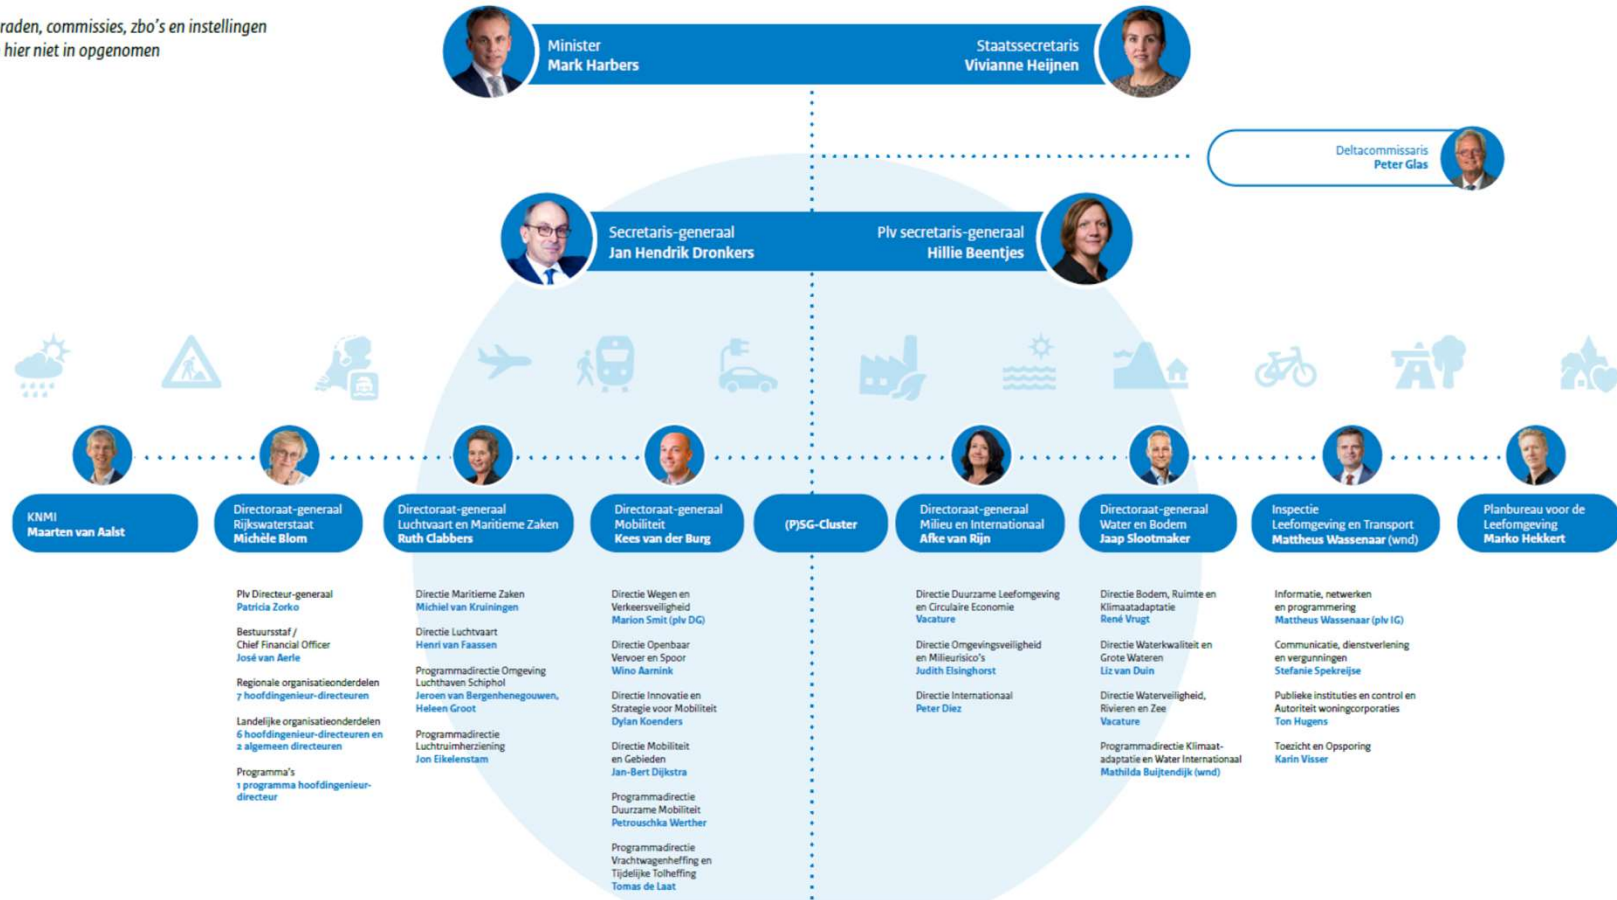 raden, commissies, zbo's en instellingen
hier niet in opgenomen
Minister
Mark Harbers
Staatssecretaris
Vivianne Heijnen
Deltacommissaris
Peter Glas
Secretaris-generaal
Jan Hendrik Dronkers
Plv secretaris-generaal
Hillie Beentjes
KNMI
Maarten van Aalst
Directoraat-generaal
Rijkswaterstaat
Michèle Blom
Plv Directeur-generaal
Patricia Zorko
Bestuursstaf /
Chief Financial Officer
José van Aerle
Regionale organisatieonderdelen
7 hoofdingenieur-directeuren
Landelijke organisatieonderdelen
6 hoofdingenieur-directeuren en
2 algemeen directeuren
Programma's
1 programma hoofdingenieur-
directeur
Directoraat-generaal
Luchtvaart en Maritieme Zaken
Ruth Clabbers
Directie Maritieme Zaken
Michiel van Kruiningen
Directie Luchtvaart
Henri van Faassen
Programmadirectie Omgeving
Luchthaven Schiphol
Jeroen van Bergenhenegouwen,
Heleen Groot
Programmadirectie
Luchtruimherziening
Jon Eikelenstam
Directoraat-generaal
Mobiliteit
Kees van der Burg
Directie Wegen en
Verkeersveiligheid
Marion Smit (plv DG)
Directie Openbaar
Vervoer en Spoor
Wino Aarnink
Directie Innovatie en
Strategie voor Mobiliteit
Dylan Koenders
Directie Mobiliteit
en Gebieden
Jan-Bert Dijkstra
Programmadirectie
Duurzame Mobiliteit
Petrouschka Werther
Programmadirectie
Vrachtwagenheffing en
Tijdelijke Tolheffing
Tomas de Laat
(P)SG-Cluster
Directoraat-generaal
Milieu en Internationaal
Afke van Rijn
Directie Duurzame Leefomgeving
en Circulaire Economie
Vacature
Directie Omgevingsveiligheid
en Milieurisico's
Judith Elsinghorst
Directie Internationaal
Peter Diez
Directoraat-generaal
Water en Bodem
Jaap Slootmaker
Directie Bodem, Ruimte en
Klimaatadaptatie
René Vrugt
Directie Waterkwaliteit en
Grote Wateren
Liz van Duin
Directie Waterveiligheid,
Rivieren en Zee
Vacature
Programmadirectie Klimaat-
adaptatie en Water Internationaal
Mathilda Buijtendijk (wnd)
Inspectie
Leefomgeving en Transport
Mattheus Wassenaar (wnd)
Informatie, netwerken
en programmering
Mattheus Wassenaar (plv IG)
Communicatie, dienstverlening
en vergunningen
Stefanie Spekreijse
Publieke instituties en control en
Autoriteit woningcorporaties
Ton Hugens
Toezicht en Opsporing
Karin Visser
Planbureau voor de
Leefomgeving
Marko Hekkert